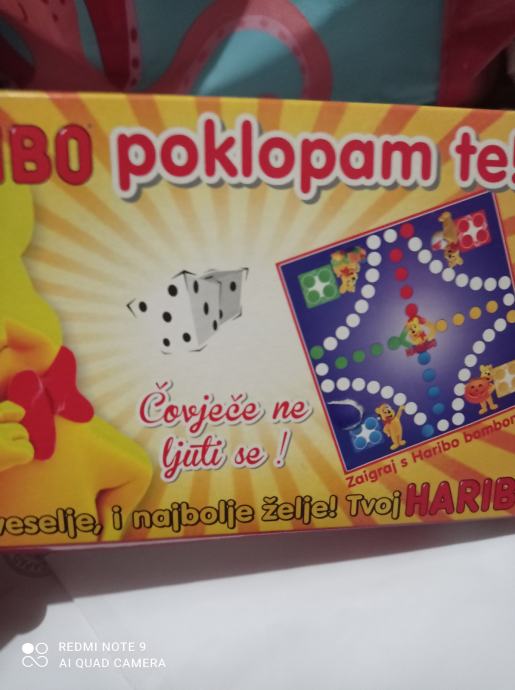 IBO poklopam te!
Čovječe ne
ljuti se !
Zaigraj s Haribo
veselje, i najbolje želje! Tvoj HARIB
REDMI NOTE 9
AI QUAD CAMERA